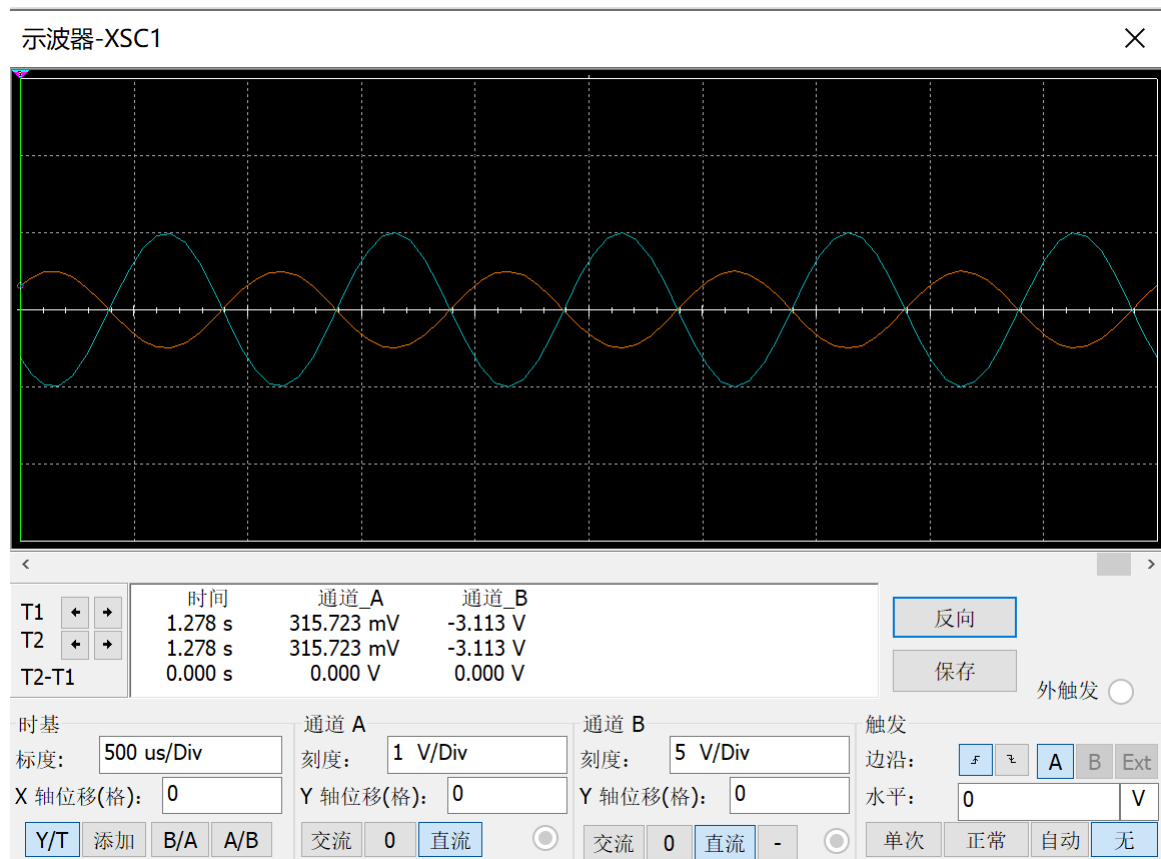 示波器-XSC1
时间 通道_A 通道_B
T1 1.278 s 315.723 mV -3.113 V
T2 1.278 s 315.723 mV -3.113 V
T2-T1 0.000 s 0.000 V 0.000 V
反向
保存
外触发
时基
标度: 500 us/Div
X 轴位移(格): 0
Y/T 添加 B/A A/B
通道 A
刻度: 1 V/Div
Y 轴位移(格): 0
交流 0 直流
通道 B
刻度: 5 V/Div
Y 轴位移(格): 0
交流 0 直流 -
触发
边沿: A B Ext
水平: 0 V
单次 正常 自动 无